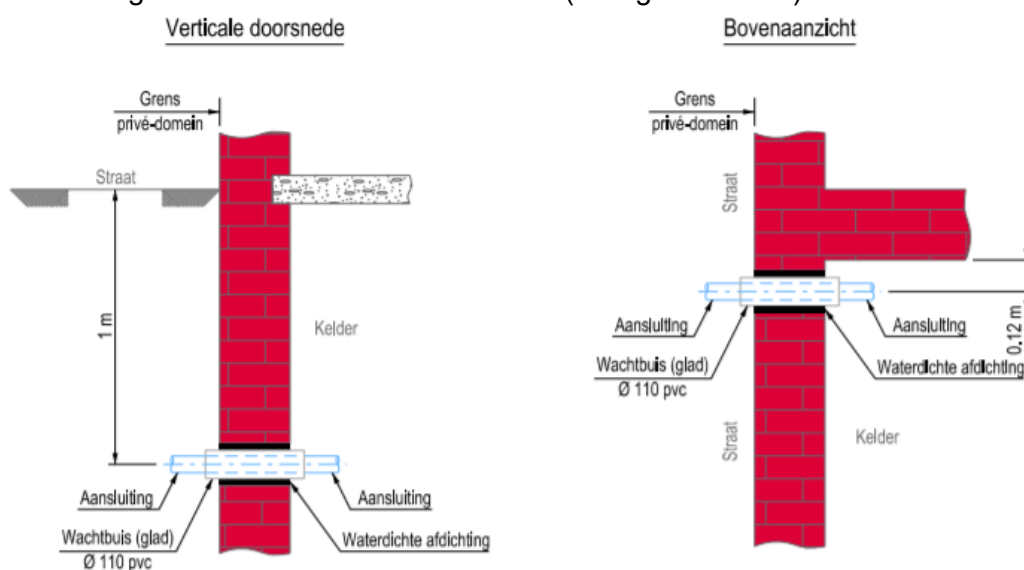 Verticale doorsnede
Bovenaanzicht
Grens
privé-domein
Straat
1 m
Kelder
Aansluiting
Aansluiting
Wachtbuis (glad)
Ø 110 pvc
Waterdichte afdichting
Grens
privé-domein
Straat
Aansluiting
Aansluiting
0.12 m
Wachtbuis (glad)
Ø 110 pvc
Waterdichte afdichting
Straat
Kelder